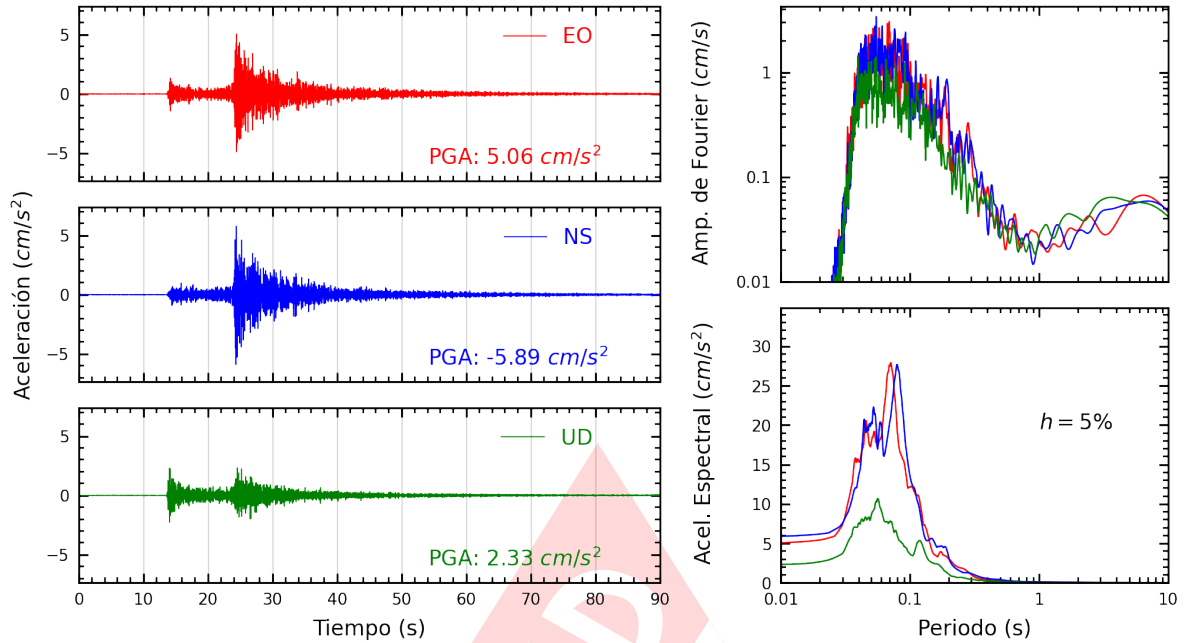 Aceleración (cm/s²)
5
0
−5
EO
PGA: 5.06 cm/s²
5
0
−5
NS
PGA: -5.89 cm/s²
5
0
−5
UD
PGA: 2.33 cm/s²
0 10 20 30 40 50 60 70 80 90
Tiempo (s)
Amp. de Fourier (cm/s)
1
0.1
0.01
Acel. Espectral (cm/s²)
30
25
20
15
10
5
0
h = 5%
0.01 0.1 1 10
Periodo (s)
D